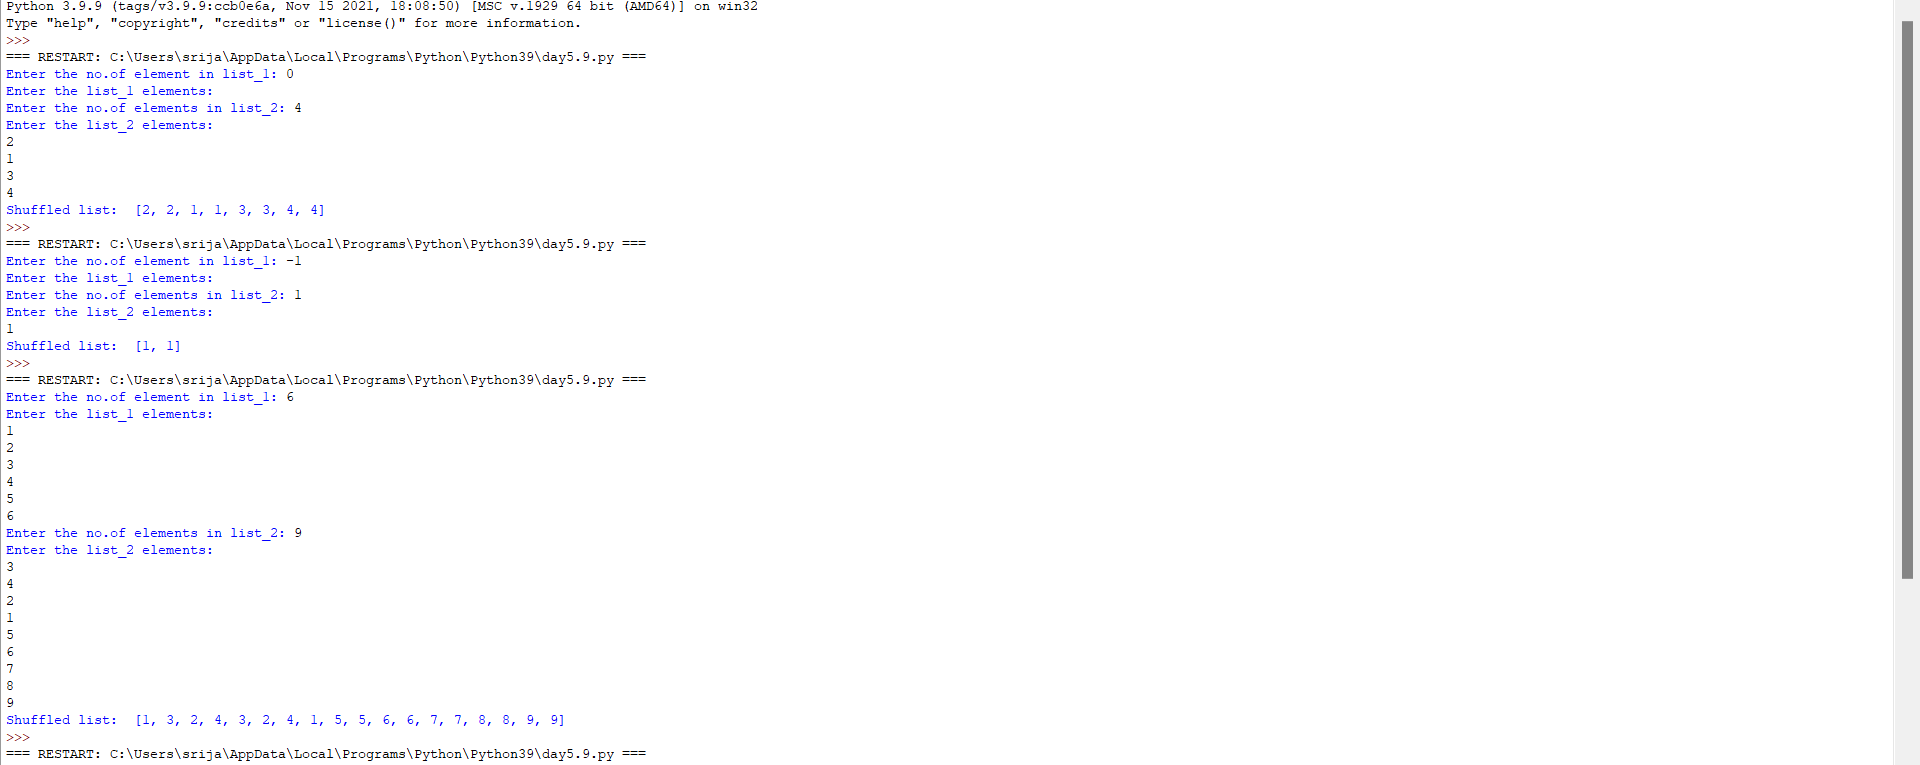 Python 3.9.9 (tags/v3.9.9:ccb0e6a, Nov 15 2021, 18:08:50) [MSC v.1929 64 bit (AMD64)] on win32
Type "help", "copyright", "credits" or "license()" for more information.
>>>
=== RESTART: C:\Users\srija\AppData\Local\Programs\Python\Python39\day5.9.py ===
Enter the no.of element in list_1: 0
Enter the list_1 elements:
Enter the no.of elements in list_2: 4
Enter the list_2 elements:
2
1
3
4
Shuffled list:  [2, 2, 1, 1, 3, 3, 4, 4]
>>>
=== RESTART: C:\Users\srija\AppData\Local\Programs\Python\Python39\day5.9.py ===
Enter the no.of element in list_1: -1
Enter the list_1 elements:
Enter the no.of elements in list_2: 1
Enter the list_2 elements:
1
Shuffled list:  [1, 1]
>>>
=== RESTART: C:\Users\srija\AppData\Local\Programs\Python\Python39\day5.9.py ===
Enter the no.of element in list_1: 6
Enter the list_1 elements:
1
2
3
4
5
6
Enter the no.of elements in list_2: 9
Enter the list_2 elements:
3
4
2
1
5
6
7
8
9
Shuffled list:  [1, 3, 2, 4, 3, 2, 4, 1, 5, 5, 6, 6, 7, 7, 8, 8, 9, 9]
>>>
=== RESTART: C:\Users\srija\AppData\Local\Programs\Python\Python39\day5.9.py ===